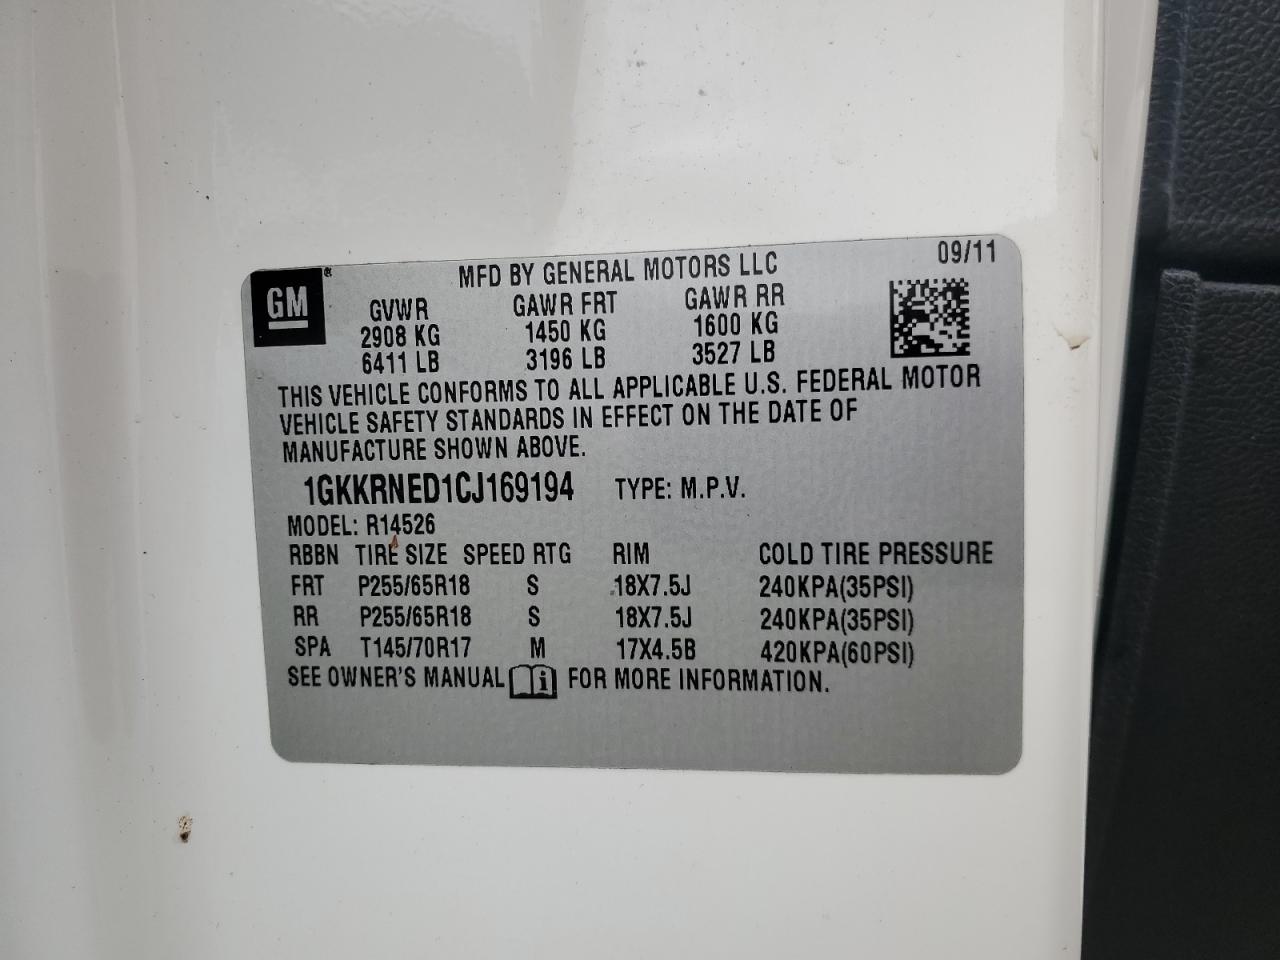 GM®
MFD BY GENERAL MOTORS LLC 09/11
GVWR GAWR FRT GAWR RR
2908 KG 1450 KG 1600 KG
6411 LB 3196 LB 3527 LB
THIS VEHICLE CONFORMS TO ALL APPLICABLE U.S. FEDERAL MOTOR
VEHICLE SAFETY STANDARDS IN EFFECT ON THE DATE OF
MANUFACTURE SHOWN ABOVE.
1GKKRNED1CJ169194 TYPE: M.P.V.
MODEL: R14526
RBBN TIRE SIZE SPEED RTG RIM COLD TIRE PRESSURE
FRT P255/65R18 S 18X7.5J 240KPA(35PSI)
RR P255/65R18 S 18X7.5J 240KPA(35PSI)
SPA T145/70R17 M 17X4.5B 420KPA(60PSI)
SEE OWNER'S MANUAL i FOR MORE INFORMATION.